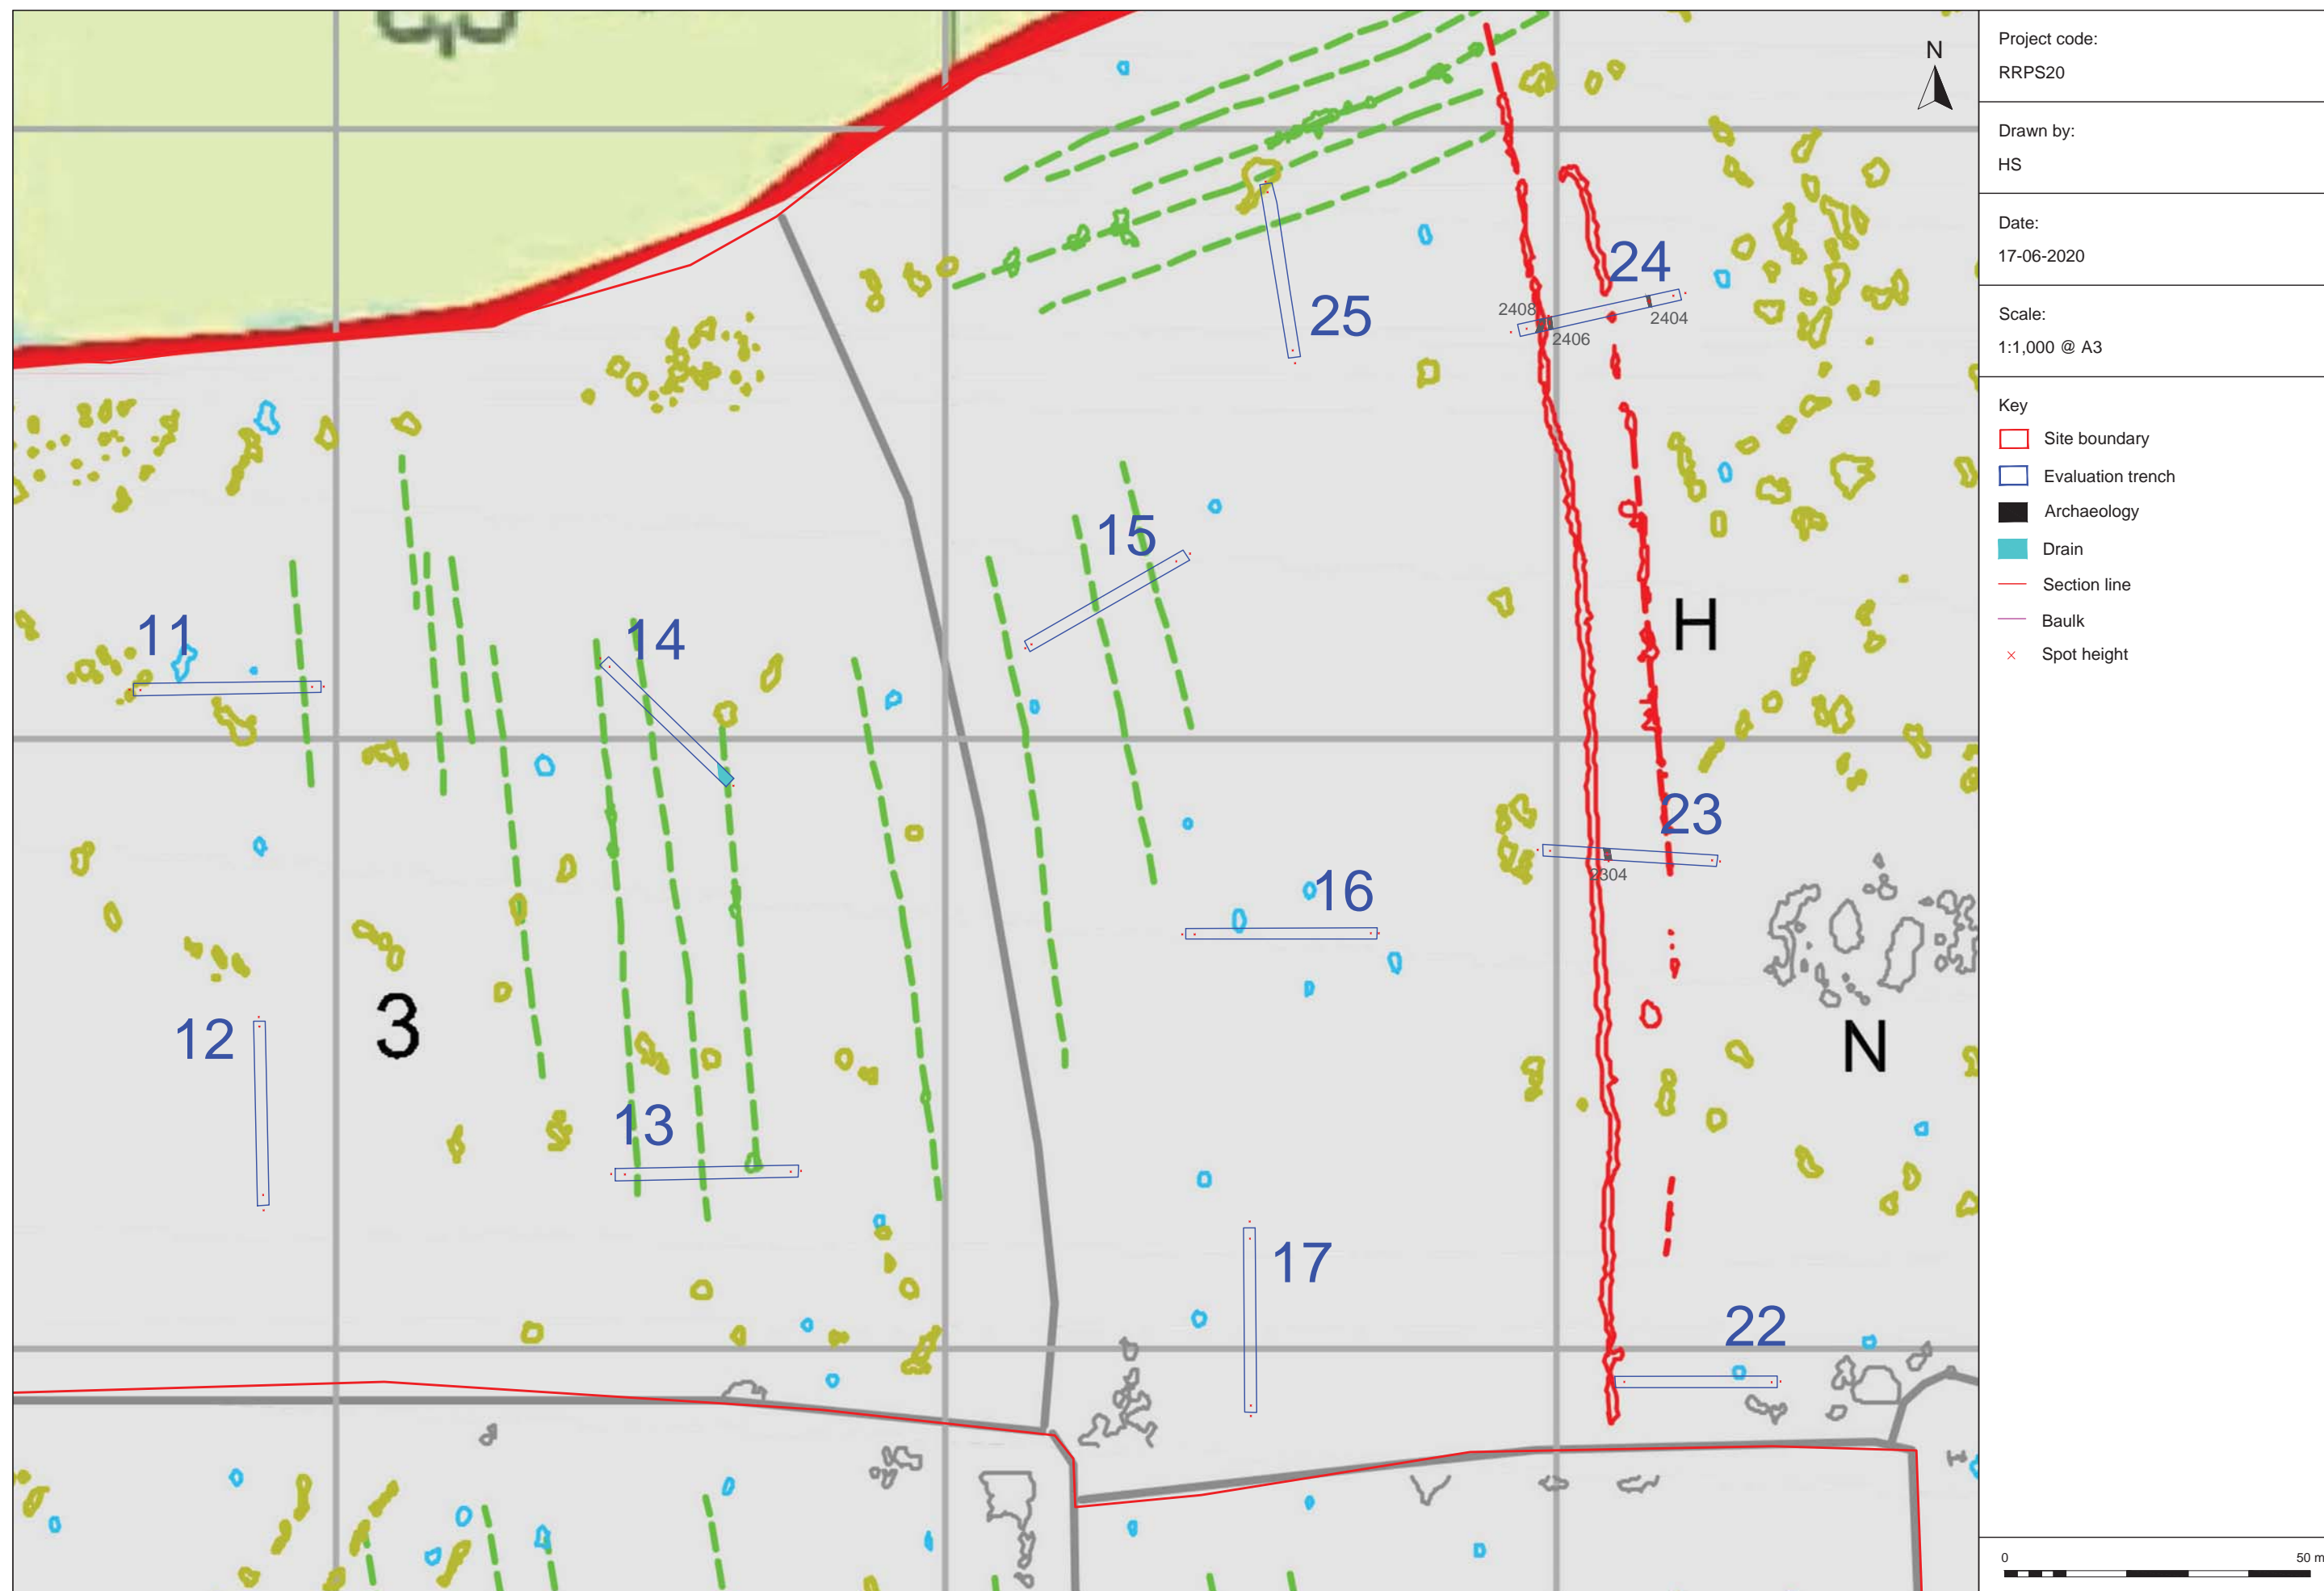 N
24
2408
2404
25
2406
15
11
14
H
23
2304
16
12
3
N
13
17
22
Project code:
RRPS20
Drawn by:
HS
Date:
17-06-2020
Scale:
1:1,000 @ A3
Key
Site boundary
Evaluation trench
Archaeology
Drain
Section line
Baulk
Spot height
0 50 m